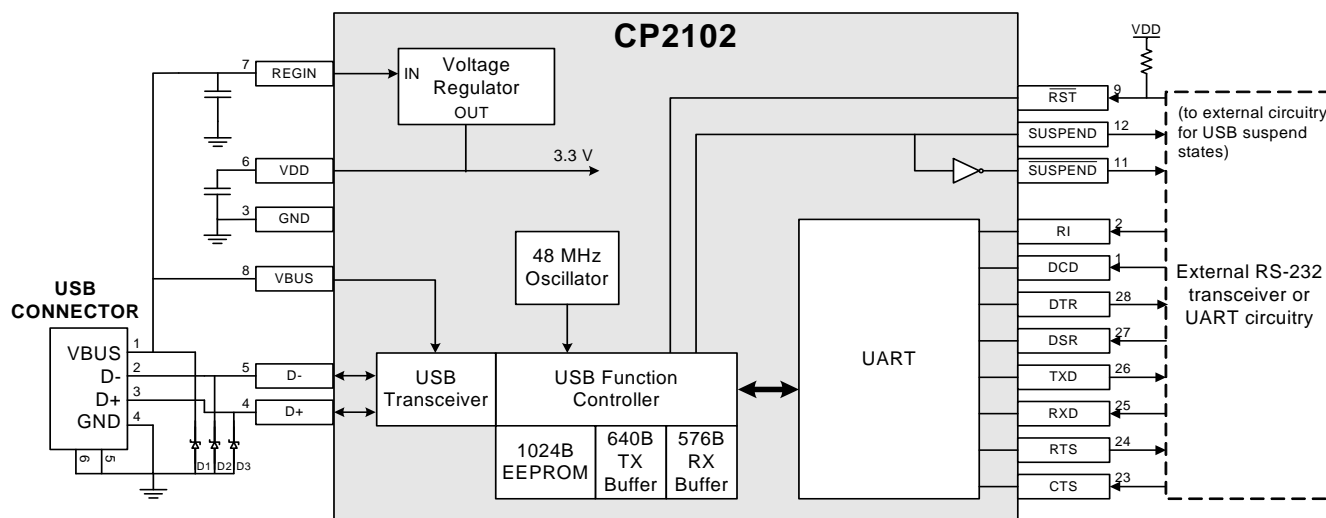 CP2102
VDD
7
REGIN
IN
Voltage
Regulator
OUT
9
RST
(to external circuitry
for USB suspend
states)
12
SUSPEND
6
VDD
3.3 V
11
SUSPEND
3
GND
2
RI
48 MHz
Oscillator
8
VBUS
1
DCD
External RS-232
transceiver or
UART circuitry
USB
CONNECTOR
28
DTR
27
DSR
VBUS
1
D-
2
D+
3
GND
4
6
5
D1
D2
D3
5
D-
4
D+
USB
Transceiver
USB Function
Controller
UART
26
TXD
25
RXD
1024B
EEPROM
640B
TX
Buffer
576B
RX
Buffer
24
RTS
23
CTS